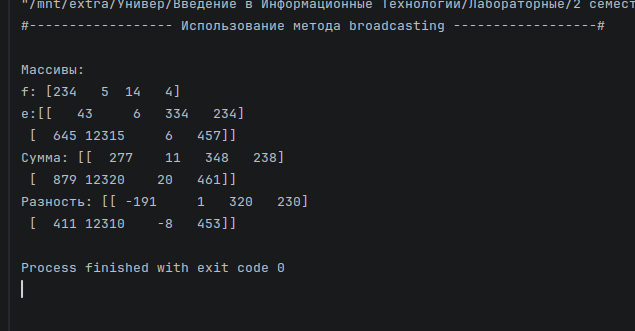 "/mnt/extra/Универ/Введение в Информационные Технологии/Лабораторные/2 семест
#------------------ Использование метода broadcasting ------------------#
Массивы:
f: [234   5  14   4]
e:[[   43     6   334   234]
 [  645 12315     6   457]]
Сумма: [[  277    11   348   238]
 [  879 12320    20   461]]
Разность: [[ -191     1   320   230]
 [  411 12310    -8   453]]
Process finished with exit code 0